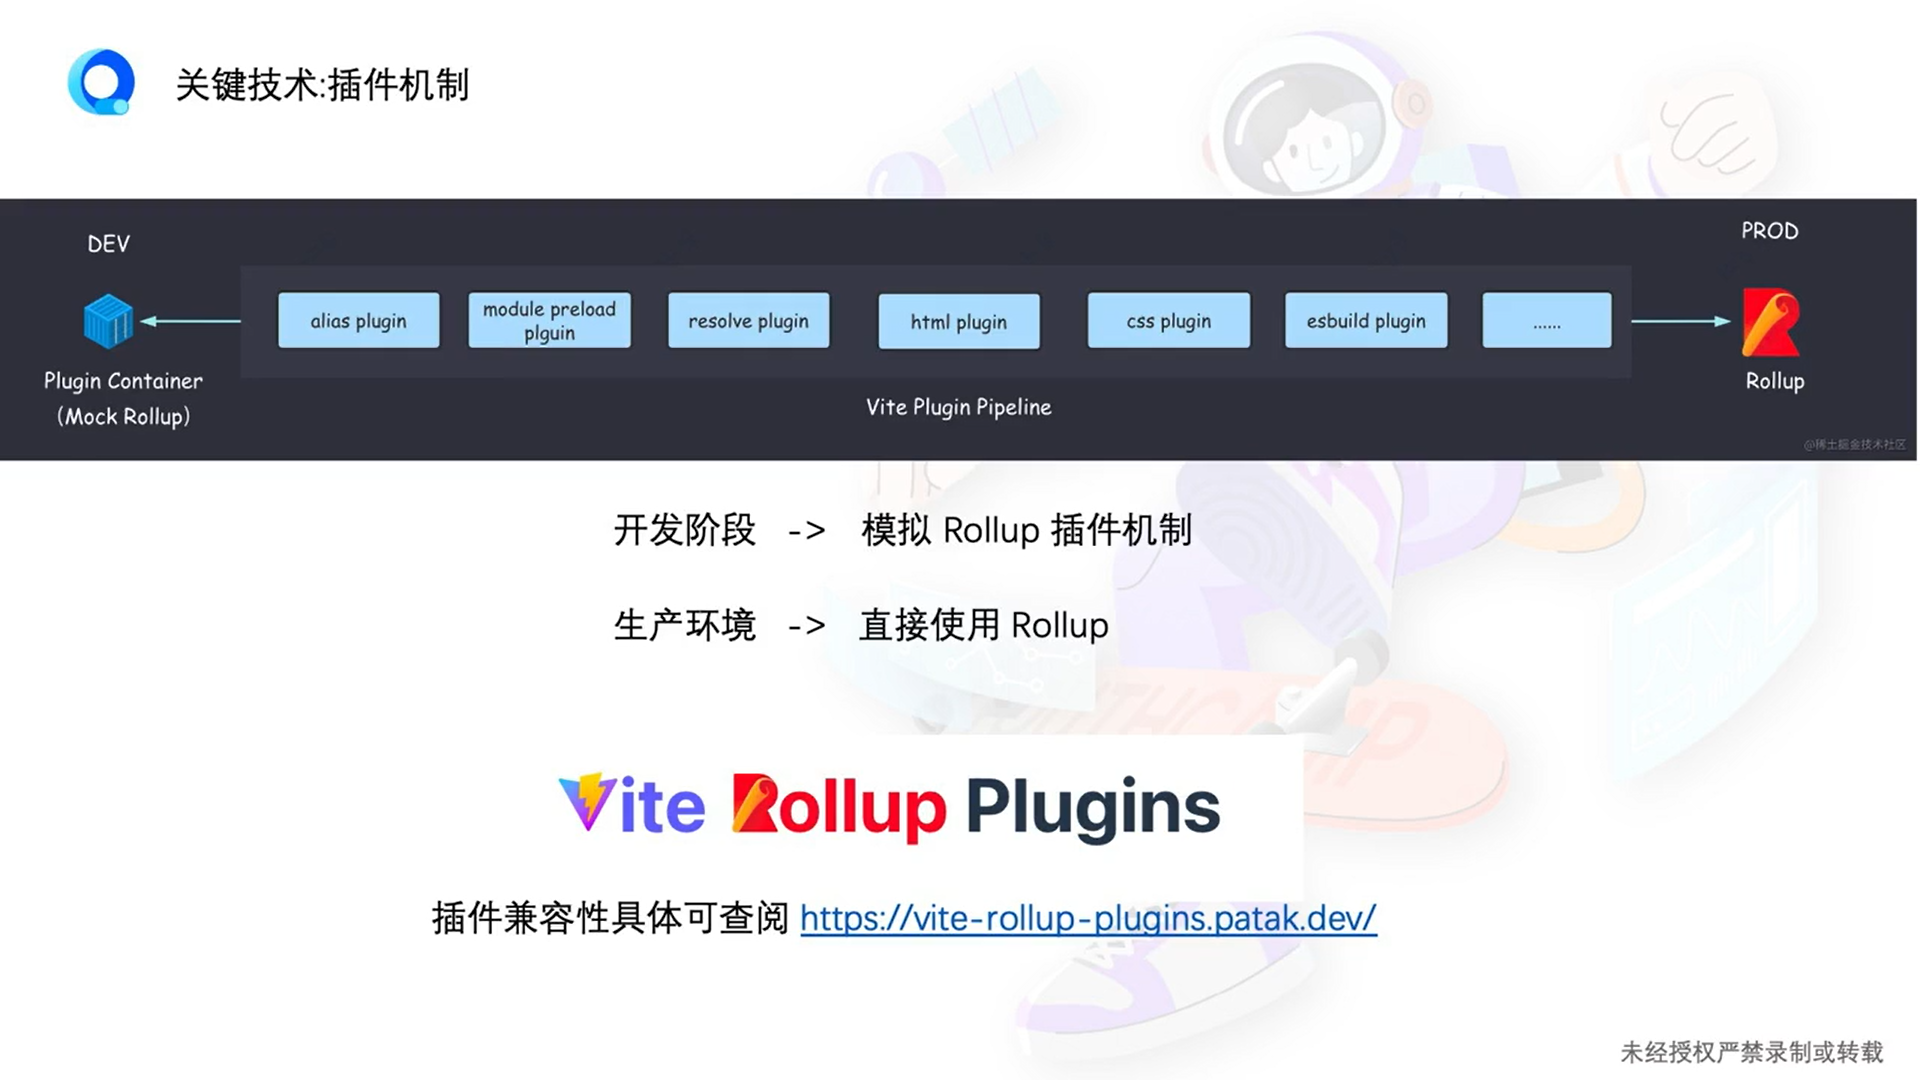 关键技术:插件机制
DEV
PROD
alias plugin
module preload
plguin
resolve plugin
html plugin
css plugin
esbuild plugin
......
Plugin Container
(Mock Rollup)
Rollup
Vite Plugin Pipeline
@稀土掘金技术社区
开发阶段 -> 模拟 Rollup 插件机制
生产环境 -> 直接使用 Rollup
Vite Rollup Plugins
插件兼容性具体可查阅 https://vite-rollup-plugins.patak.dev/
未经授权严禁录制或转载